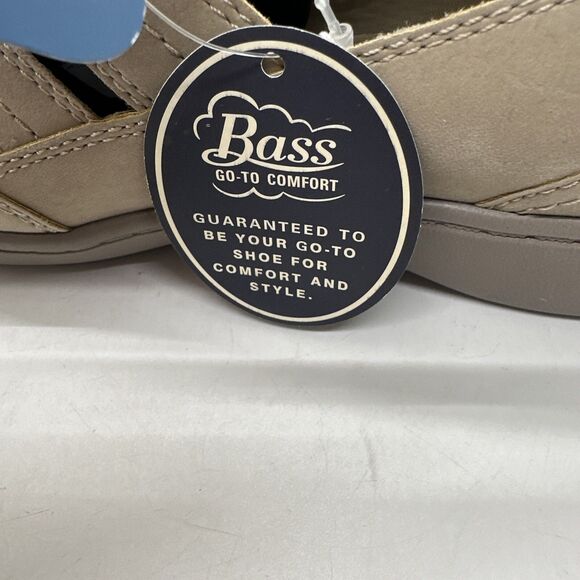 Bass
GO-TO COMFORT
GUARANTEED TO
BE YOUR GO-TO
SHOE FOR
COMFORT AND
STYLE.